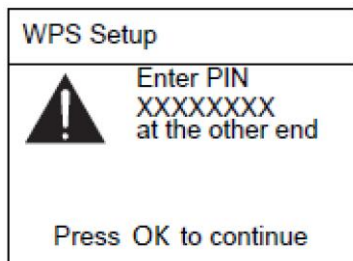 WPS Setup
Enter PIN
XXXXXXXX
at the other end
Press OK to continue